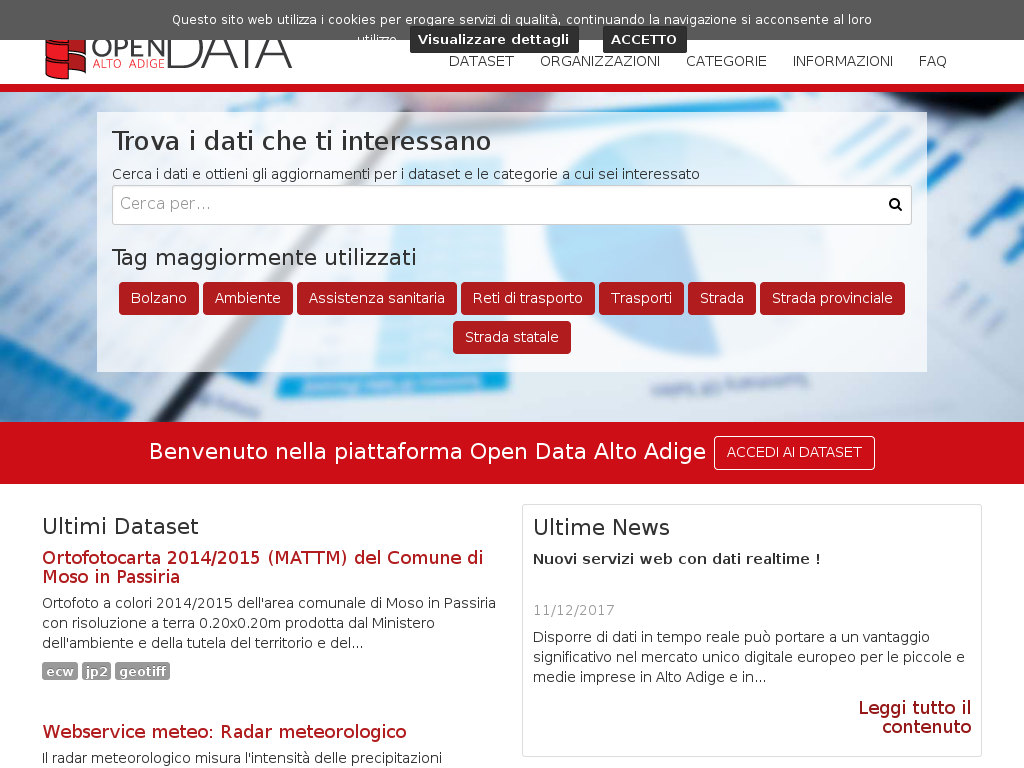 Questo sito web utilizza i cookies per erogare servizi di qualità, continuando la navigazione si acconsente al loro
utilizzo. Visualizzare dettagli ACCETTO
OPEN DATA
ALTO ADIGE
DATASET ORGANIZZAZIONI CATEGORIE INFORMAZIONI FAQ
Trova i dati che ti interessano
Cerca i dati e ottieni gli aggiornamenti per i dataset e le categorie a cui sei interessato
Cerca per...
Tag maggiormente utilizzati
Bolzano Ambiente Assistenza sanitaria Reti di trasporto Trasporti Strada Strada provinciale
Strada statale
Benvenuto nella piattaforma Open Data Alto Adige ACCEDI AI DATASET
Ultimi Dataset
Ortofotocarta 2014/2015 (MATTM) del Comune di
Moso in Passiria
Ortofoto a colori 2014/2015 dell'area comunale di Moso in Passiria
con risoluzione a terra 0.20x0.20m prodotta dal Ministero
dell'ambiente e della tutela del territorio e del...
ecw jp2 geotiff
Webservice meteo: Radar meteorologico
Il radar meteorologico misura l'intensità delle precipitazioni
Ultime News
Nuovi servizi web con dati realtime !
11/12/2017
Disporre di dati in tempo reale può portare a un vantaggio
significativo nel mercato unico digitale europeo per le piccole e
medie imprese in Alto Adige e in...
Leggi tutto il
contenuto